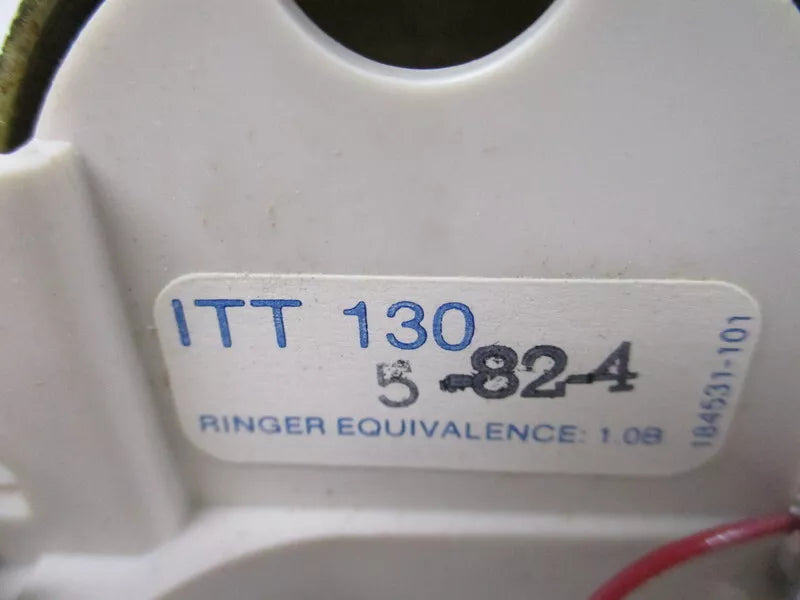 ITT 130
5-82-4
RINGER EQUIVALENCE: 1.0B
184531-101